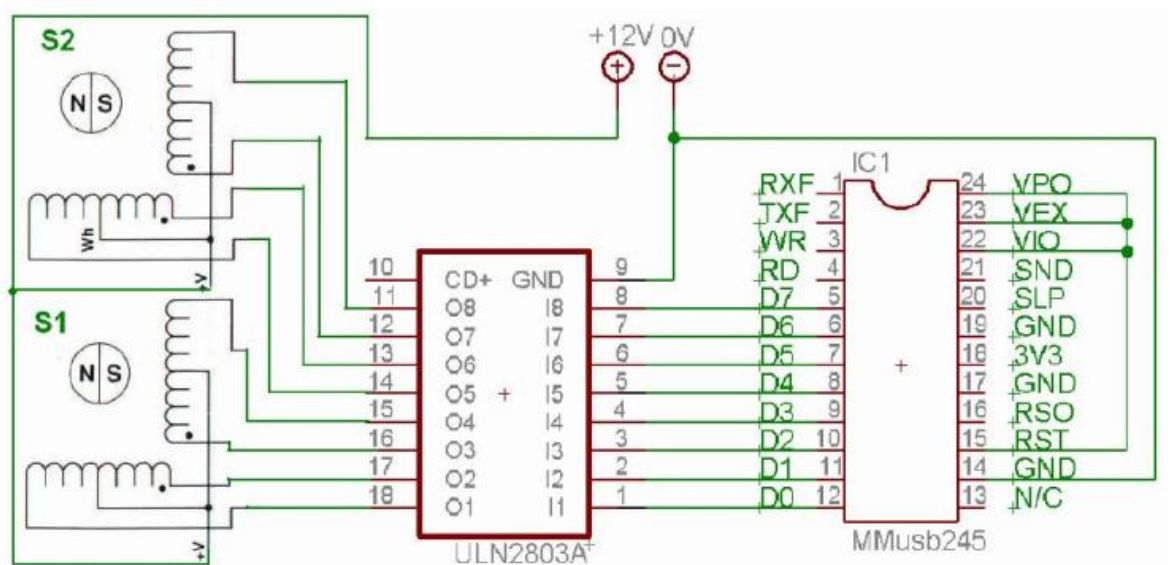 S2
N S
Wh
+V
S1
N S
+V
+12V 0V
+ −
10 CD+ GND 9
11 O8 I8 8
12 O7 I7 7
13 O6 I6 6
14 O5 I5 5
15 O4 I4 4
16 O3 I3 3
17 O2 I2 2
18 O1 I1 1
ULN2803A
IC1
RXF 1 24 VPO
TXF 2 23 VEX
WR 3 22 VIO
RD 4 21 SND
D7 5 20 SLP
D6 6 19 GND
D5 7 18 3V3
D4 8 17 GND
D3 9 16 RSO
D2 10 15 RST
D1 11 14 GND
D0 12 13 N/C
MMusb245